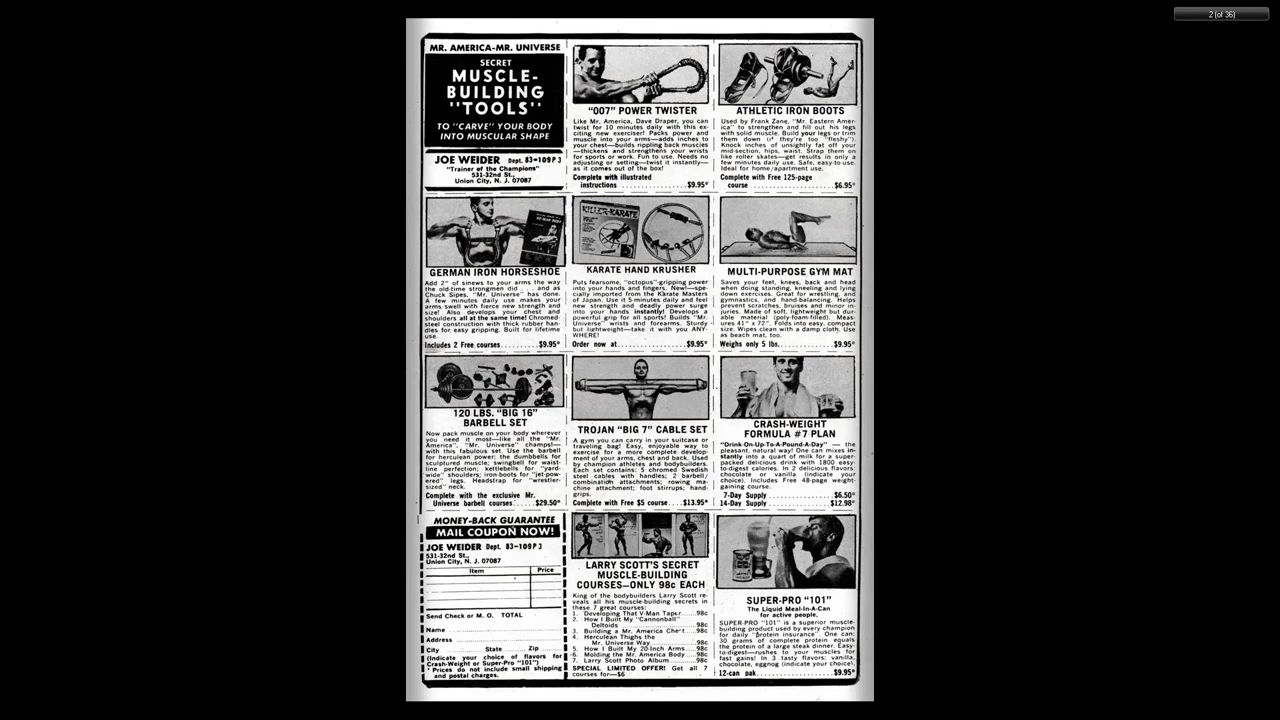 2 (of 36)
MR. AMERICA-MR. UNIVERSE
SECRET
MUSCLE-
BUILDING
"TOOLS"
TO "CARVE" YOUR BODY
INTO MUSCULAR SHAPE
JOE WEIDER Dept. 83-109P3
"Trainer of the Champions"
531-32nd St.,
Union City, N. J. 07087
"007" POWER TWISTER
Like Mr. America, Dave Draper, you can
twist for 10 minutes daily with this ex-
citing new exerciser! Packs power and
muscle into your arms—adds inches to
your chest—builds rippling back muscles
—thickens and strengthens your wrists
for sports or work. Fun to use. Needs no
adjusting or setting—twist it instantly—
as it comes out of the box!
Complete with illustrated
instructions ..................... $9.95*
ATHLETIC IRON BOOTS
Used by Frank Zane, "Mr. Eastern Amer-
ica" to strengthen and fill out his legs
with solid muscle. Build your legs or trim
them down (if they're too "fleshy").
Knock inches of unsightly fat off your
mid-section, hips, waist. Strap them on
like roller skates—get results in only a
few minutes daily use. Safe, easy-to-use.
Ideal for home/apartment use.
Complete with Free 125-page
course ..................... $6.95*
GERMAN IRON HORSESHOE
Add 2" of sinews to your arms the way
the old-time strongmen did . . . and as
Chuck Sipes, "Mr. Universe" has done.
A few minutes daily use makes your
arms swell with fierce new strength and
size! Also develops your chest and
shoulders all at the same time! Chromed-
steel construction with thick rubber han-
dles for easy gripping. Built for lifetime
use.
Includes 2 Free courses .......... $9.95*
KILLER-KARATE
KARATE HAND KRUSHER
Puts fearsome, "octopus"-gripping power
into your hands and fingers. New!—spe-
cially imported from the Karate Masters
of Japan. Use it 5-minutes daily and feel
new strength and deadly power surge
into your hands instantly! Develops a
powerful grip for all sports! Builds "Mr.
Universe" wrists and forearms. Sturdy
but lightweight—take it with you ANY-
WHERE!
Order now at .................... $9.95*
MULTI-PURPOSE GYM MAT
Saves your feet, knees, back and head
when doing standing, kneeling and lying
down exercises. Great for wrestling, and
gymnastics, and hand-balancing. Helps
prevent scratches, bruises and minor in-
juries. Made of soft, lightweight but dur-
able material (poly-foam-filled). Meas-
ures 41" x 72". Folds into easy, compact
size. Wipes clean with a damp cloth. Use
as beach mat, too.
Weighs only 5 lbs. ............... $9.95*
120 LBS. "BIG 16"
BARBELL SET
Now pack muscle on your body wherever
you need it most—like all the "Mr.
America", "Mr. Universe" champs!—
with this fabulous set. Use the barbell
for herculean power; the dumbbells for
sculptured muscle; swingbell for waist-
line perfection; kettlebells for "yard-
wide" shoulders; iron-boots for "jet-pow-
ered" legs. Headstrap for "wrestler-
sized" neck.
Complete with the exclusive Mr.
Universe barbell courses ..... $29.50*
TROJAN "BIG 7" CABLE SET
A gym you can carry in your suitcase or
traveling bag! Easy, enjoyable way to
exercise for a more complete develop-
ment of arms, chest and back. Used
by champion athletes and bodybuilders.
Each set contains: 5 chromed Swedish
steel cables with handles; 2 barbell/
combination attachments; rowing ma-
chine attachment; foot stirrups; hand-
grips.
Complete with Free $5 course .... $13.95*
CRASH-WEIGHT
FORMULA #7 PLAN
"Drink-On-Up-To-A-Pound-A-Day" — the
pleasant, natural way! One can mixes in-
stantly into a quart of milk for a super-
packed delicious drink with 1800 easy-
to-digest calories. In 2 delicious flavors:
chocolate or vanilla (indicate your
choice). Includes Free 48-page weight-
gaining course.
7-Day Supply .................... $6.50*
14-Day Supply ................... $12.98*
MONEY-BACK GUARANTEE
MAIL COUPON NOW!
JOE WEIDER Dept. 83-109P3
531-32nd St.,
Union City, N. J. 07087
Item Price
Send Check or M. O. TOTAL
Name
Address
City State Zip
(Indicate your choice of flavors for
Crash-Weight or Super-Pro "101")
* Prices do not include small shipping
and postal charges.
LARRY SCOTT'S SECRET
MUSCLE-BUILDING
COURSES—ONLY 98c EACH
King of the bodybuilders Larry Scott re-
veals all his muscle-building secrets in
these 7 great courses:
1. Developing That V-Man Taper ..... 98c
2. How I Built My "Cannonball"
Deltoids ..... 98c
3. Building a Mr. America Chest ..... 98c
4. Herculean Thighs the
Mr. Universe Way ..... 98c
5. How I Built My 20-Inch Arms ..... 98c
6. Molding the Mr. America Body ..... 98c
7. Larry Scott Photo Album ..... 98c
SPECIAL LIMITED OFFER! Get all 7
courses for—$6
SUPER-PRO "101"
The Liquid Meal-In-A-Can
for active people.
SUPER-PRO "101" is a superior muscle-
building product used by every champion
for daily "protein insurance". One can:
30 grams of complete protein equals
the protein of a large steak dinner. Easy-
to-digest—rushes to your muscles for
fast gains! In 3 tasty flavors: vanilla,
chocolate, eggnog (indicate your choice).
12-can pak ..................... $9.95*